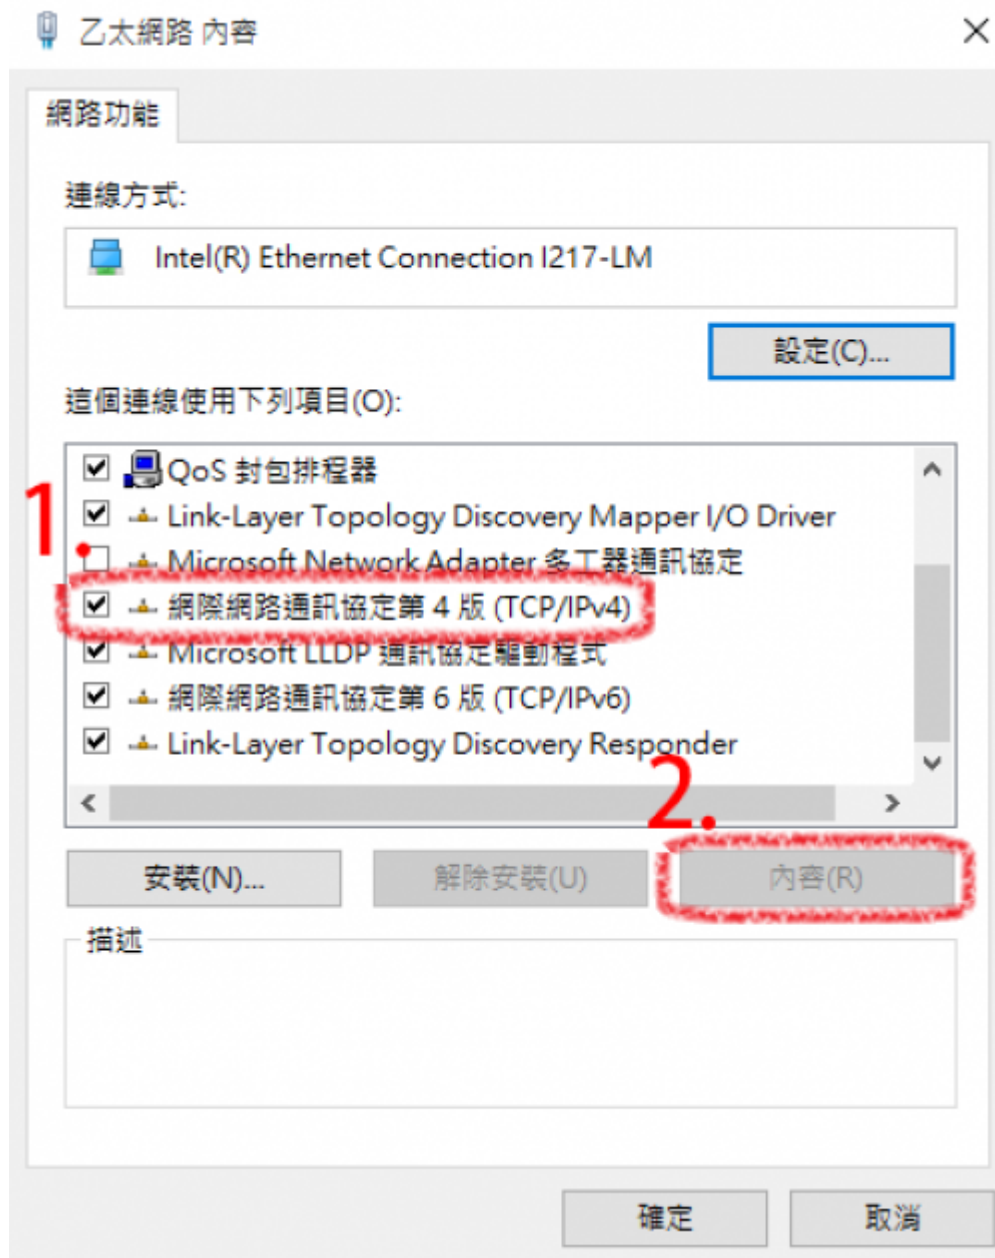 乙太網路 內容
網路功能
連線方式:
Intel(R) Ethernet Connection I217-LM
設定(C)...
這個連線使用下列項目(O):
QoS 封包排程器
Link-Layer Topology Discovery Mapper I/O Driver
1.
Microsoft Network Adapter 多工器通訊協定
網際網路通訊協定第 4 版 (TCP/IPv4)
Microsoft LLDP 通訊協定驅動程式
網際網路通訊協定第 6 版 (TCP/IPv6)
Link-Layer Topology Discovery Responder
2.
安裝(N)... 解除安裝(U) 內容(R)
描述
確定 取消